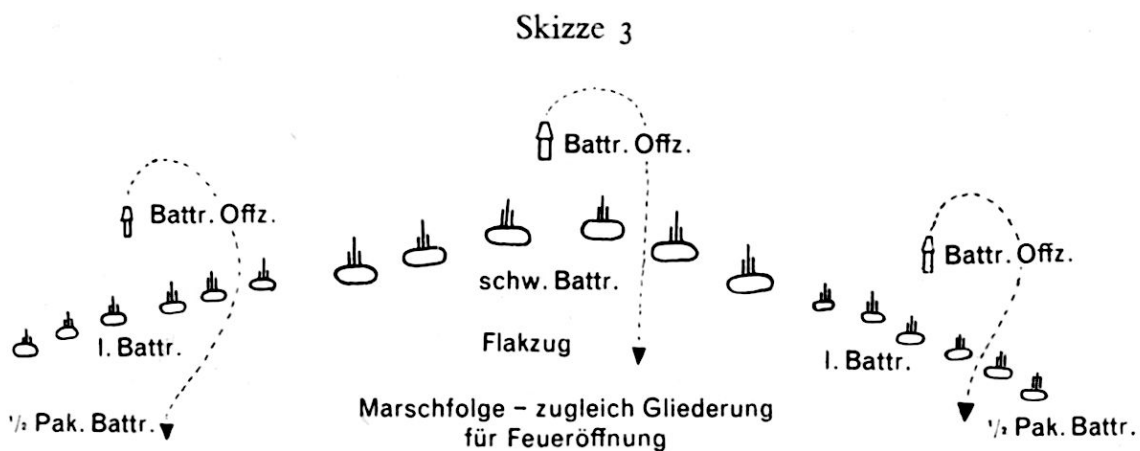 Skizze 3
Battr. Offz.
Battr. Offz.
Battr. Offz.
schw. Battr.
l. Battr.
Flakzug
l. Battr.
½ Pak. Battr.
Marschfolge – zugleich Gliederung
für Feueröffnung
½ Pak. Battr.